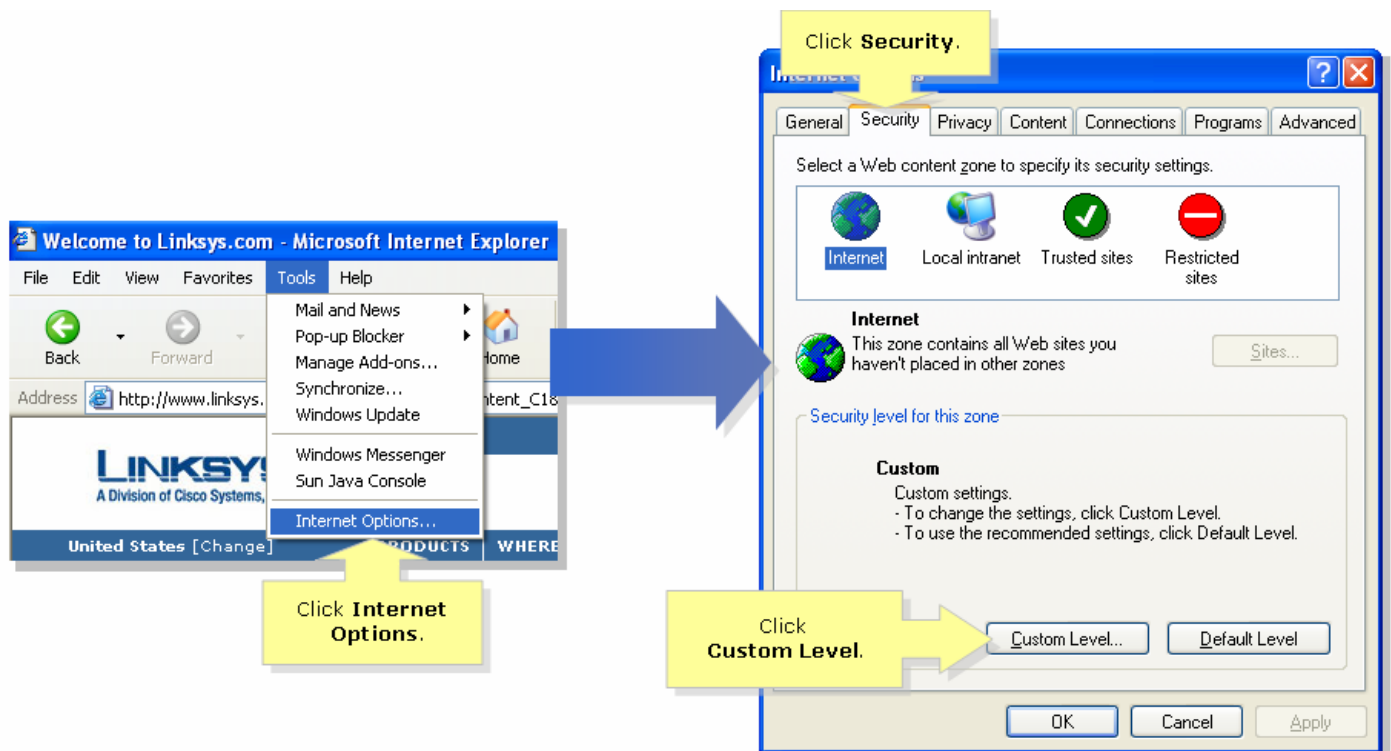 Click Security.
Internet
General Security Privacy Content Connections Programs Advanced
Select a Web content zone to specify its security settings.
Internet Local intranet Trusted sites Restricted
sites
Internet
This zone contains all Web sites you
haven't placed in other zones
Sites...
Security level for this zone
Custom
Custom settings.
- To change the settings, click Custom Level.
- To use the recommended settings, click Default Level.
Click
Custom Level.
Custom Level... Default Level
OK Cancel Apply
Welcome to Linksys.com - Microsoft Internet Explorer
File Edit View Favorites Tools Help
Back Forward Home
Address http://www.linksys. ntent_C18
Mail and News
Pop-up Blocker
Manage Add-ons...
Synchronize...
Windows Update
Windows Messenger
Sun Java Console
Internet Options...
LINKSYS
A Division of Cisco Systems,
United States [Change] PRODUCTS WHERE
Click Internet
Options.